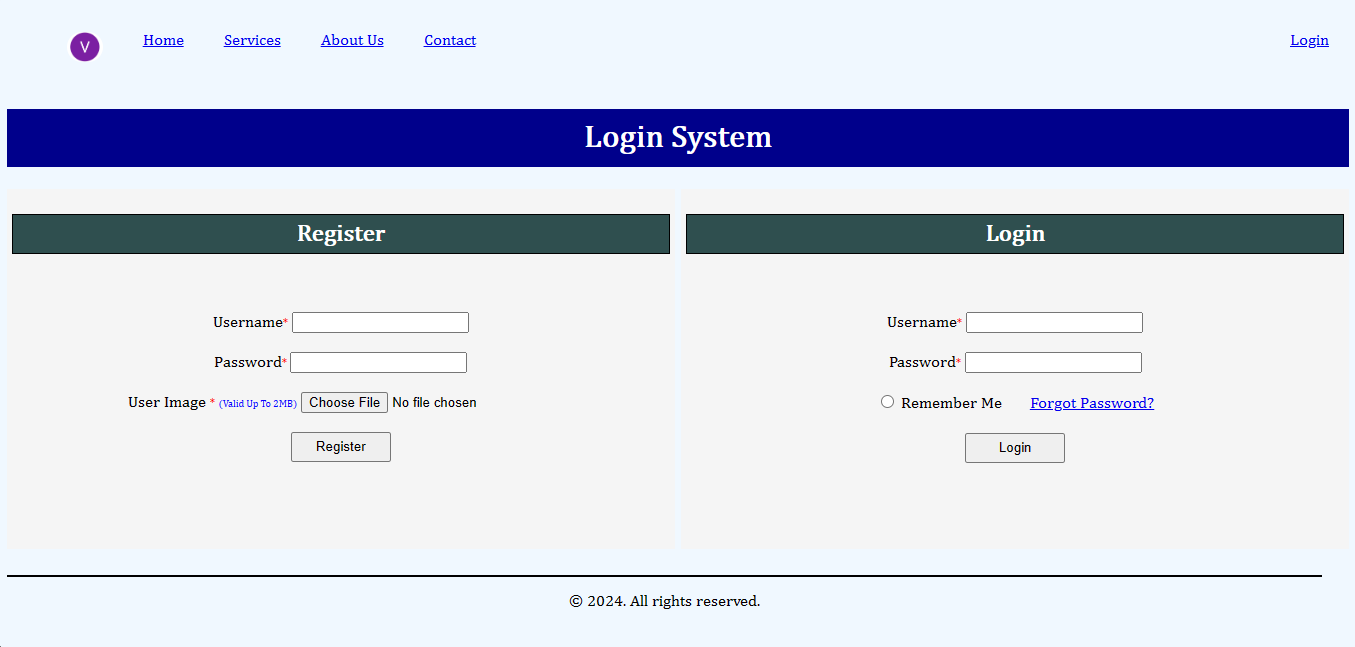 V Home Services About Us Contact Login
Login System
Register
Username*
Password*
User Image * (Valid Up To 2MB) Choose File No file chosen
Register
Login
Username*
Password*
Remember Me Forgot Password?
Login
© 2024. All rights reserved.